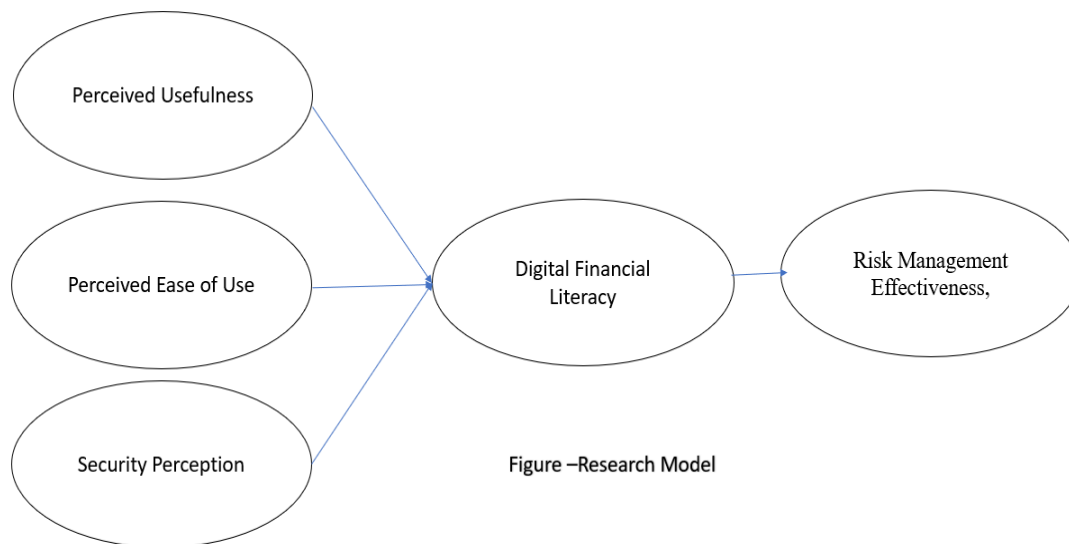 Perceived Usefulness
Perceived Ease of Use
Security Perception
Digital Financial
Literacy
Risk Management
Effectiveness,
Figure –Research Model